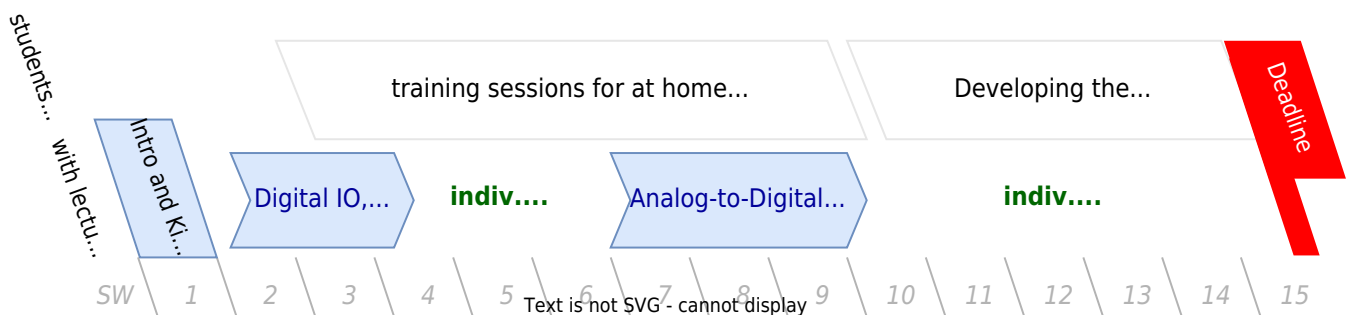 students...
with lectu...
Intro and Ki....
training sessions for at home...
Developing the...
Deadline
Digital IO,...
indiv....
Analog-to-Digital...
indiv....
SW 1 2 3 4 5 6 7 8 9 10 11 12 13 14 15
Text is not SVG - cannot display